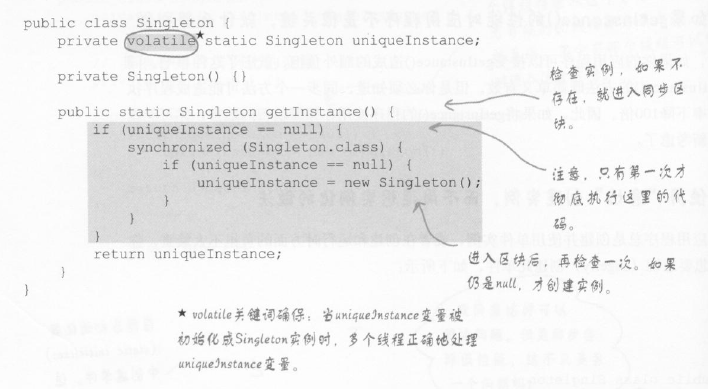 public class Singleton {
private volatile★static Singleton uniqueInstance;
private Singleton() {}
public static Singleton getInstance() {
if (uniqueInstance == null) {
synchronized (Singleton.class) {
if (uniqueInstance == null) {
uniqueInstance = new Singleton();
}
}
}
return uniqueInstance;
}
}
检查实例，如果不
存在，就进入同步区
块。
注意，只有第一次才
彻底执行这里的代
码。
进入区块后，再检查一次。如果
仍是null，才创建实例。
★ volatile关键词确保：当uniqueInstance变量被
初始化成Singleton实例时，多个线程正确地处理
uniqueInstance变量。